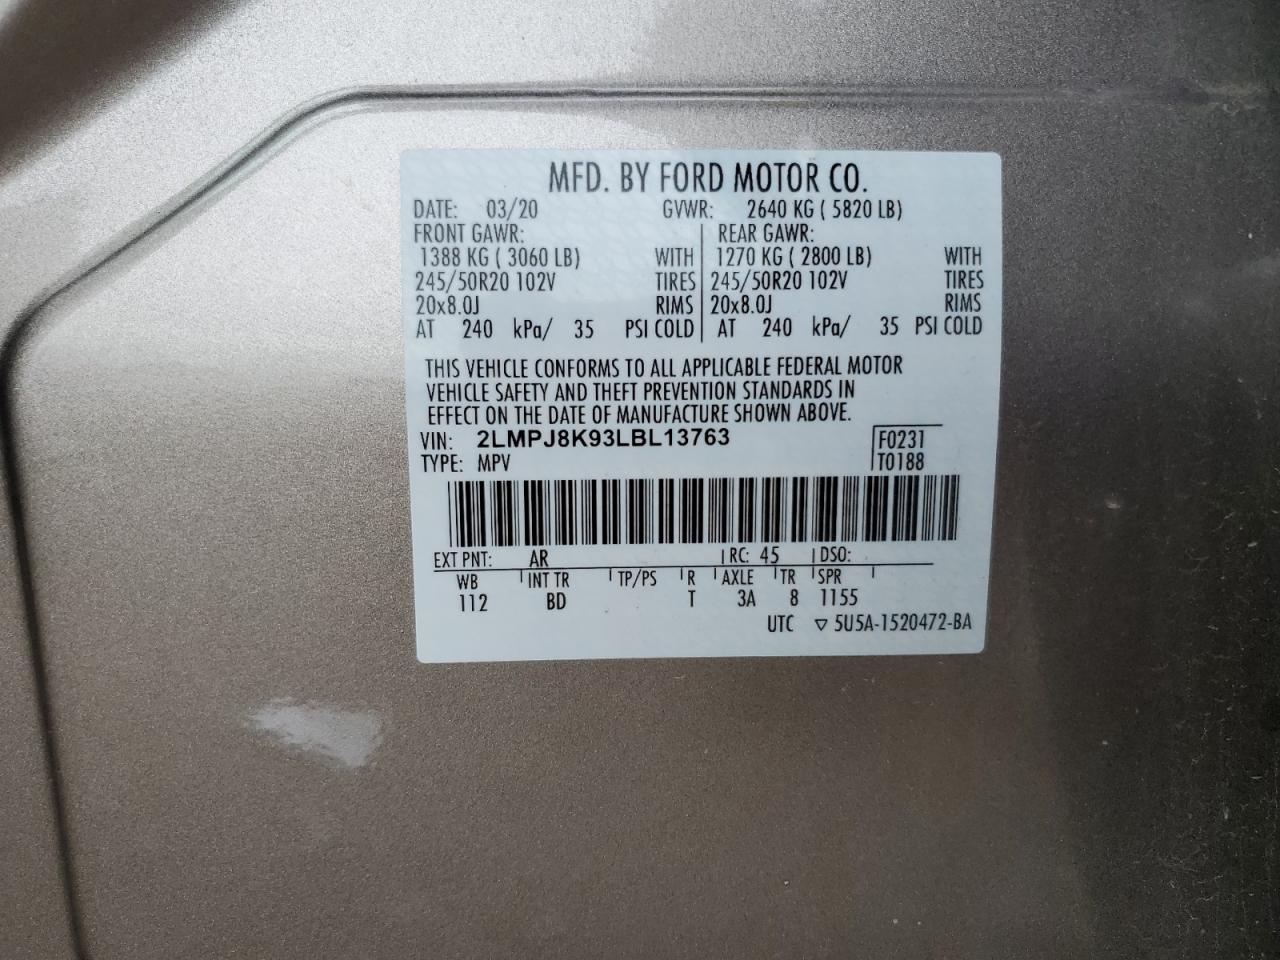 MFD. BY FORD MOTOR CO.
DATE: 03/20 GVWR: 2640 KG ( 5820 LB)
FRONT GAWR: REAR GAWR:
1388 KG ( 3060 LB) WITH 1270 KG ( 2800 LB) WITH
245/50R20 102V TIRES 245/50R20 102V TIRES
20x8.0J RIMS 20x8.0J RIMS
AT 240 kPa/ 35 PSI COLD AT 240 kPa/ 35 PSI COLD
THIS VEHICLE CONFORMS TO ALL APPLICABLE FEDERAL MOTOR
VEHICLE SAFETY AND THEFT PREVENTION STANDARDS IN
EFFECT ON THE DATE OF MANUFACTURE SHOWN ABOVE.
VIN: 2LMPJ8K93LBL13763 F0231
TYPE: MPV T0188
EXT PNT: AR RC: 45 DSO:
WB INT TR TP/PS R AXLE TR SPR
112 BD T 3A 8 1155
UTC ▽ 5U5A-1520472-BA